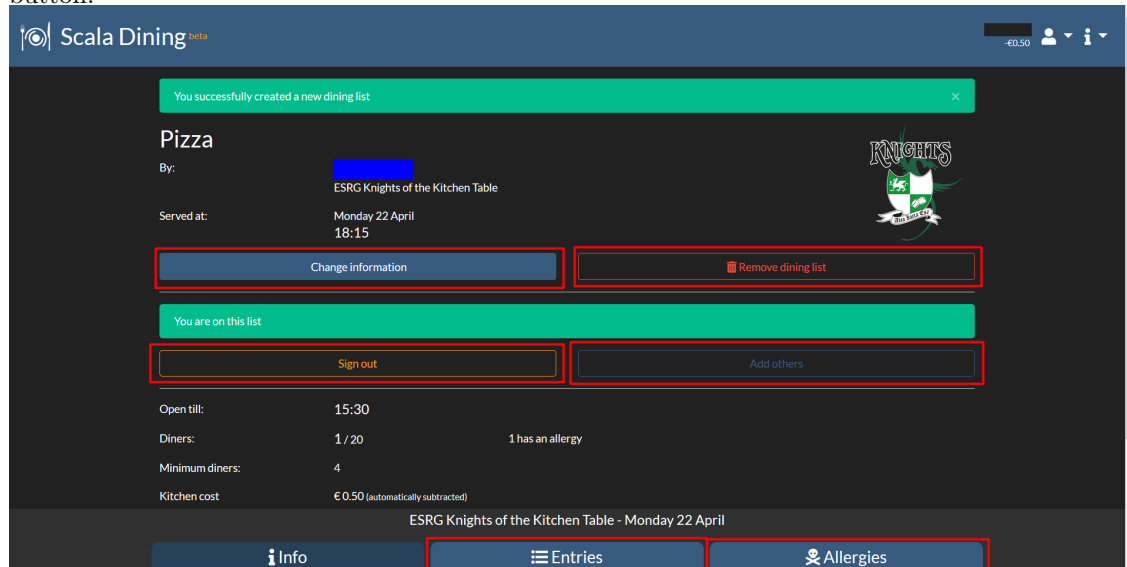 button.
Scala Dining beta
-€0.50
You successfully created a new dining list ×
Pizza
KNIGHTS
By:
ESRG Knights of the Kitchen Table
Served at: Monday 22 April
18:15
Change information Remove dining list
You are on this list
Sign out Add others
Open till: 15:30
Diners: 1 / 20 1 has an allergy
Minimum diners: 4
Kitchen cost € 0.50 (automatically subtracted)
ESRG Knights of the Kitchen Table - Monday 22 April
Info Entries Allergies